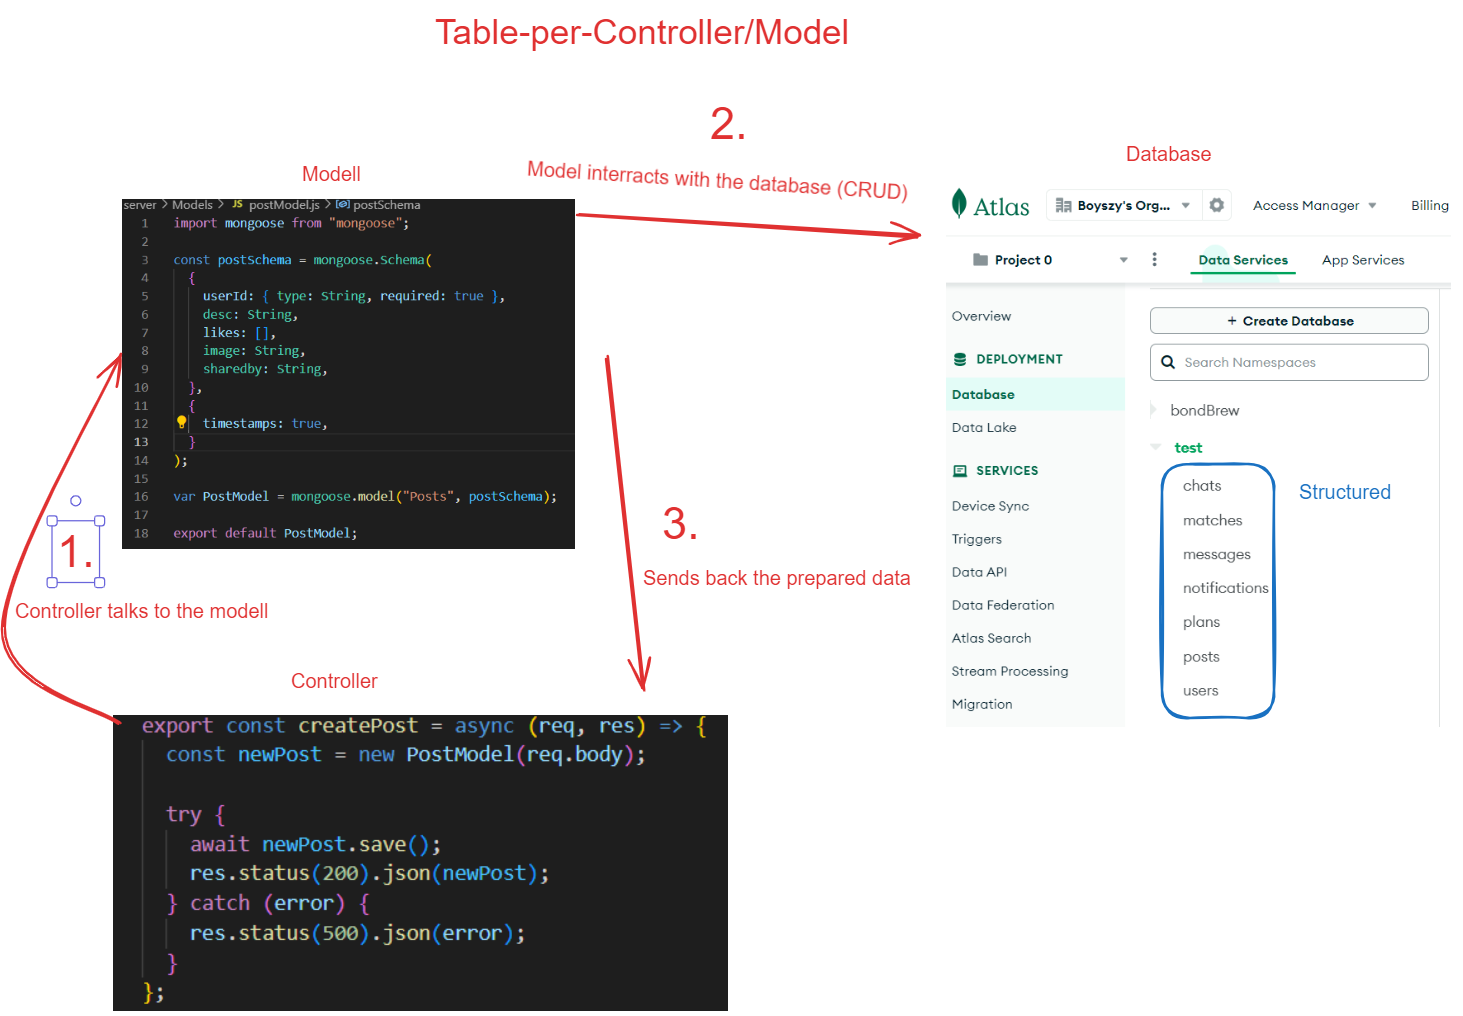 Table-per-Controller/Model
2.
Model interracts with the database (CRUD)
Modell
server > Models > JS postModel.js > postSchema
1 import mongoose from "mongoose";
2
3 const postSchema = mongoose.Schema(
4 {
5 userId: { type: String, required: true },
6 desc: String,
7 likes: [],
8 image: String,
9 sharedby: String,
10 },
11 {
12 timestamps: true,
13 }
14 );
15
16 var PostModel = mongoose.model("Posts", postSchema);
17
18 export default PostModel;
Database
Atlas
Boyszy's Org...
Access Manager
Billing
Project 0
Data Services
App Services
Overview
DEPLOYMENT
Database
Data Lake
SERVICES
Device Sync
Triggers
Data API
Data Federation
Atlas Search
Stream Processing
Migration
+ Create Database
Search Namespaces
bondBrew
test
chats
matches
messages
notifications
plans
posts
users
Structured
1.
Controller talks to the modell
3.
Sends back the prepared data
Controller
export const createPost = async (req, res) => {
const newPost = new PostModel(req.body);
try {
await newPost.save();
res.status(200).json(newPost);
} catch (error) {
res.status(500).json(error);
}
};